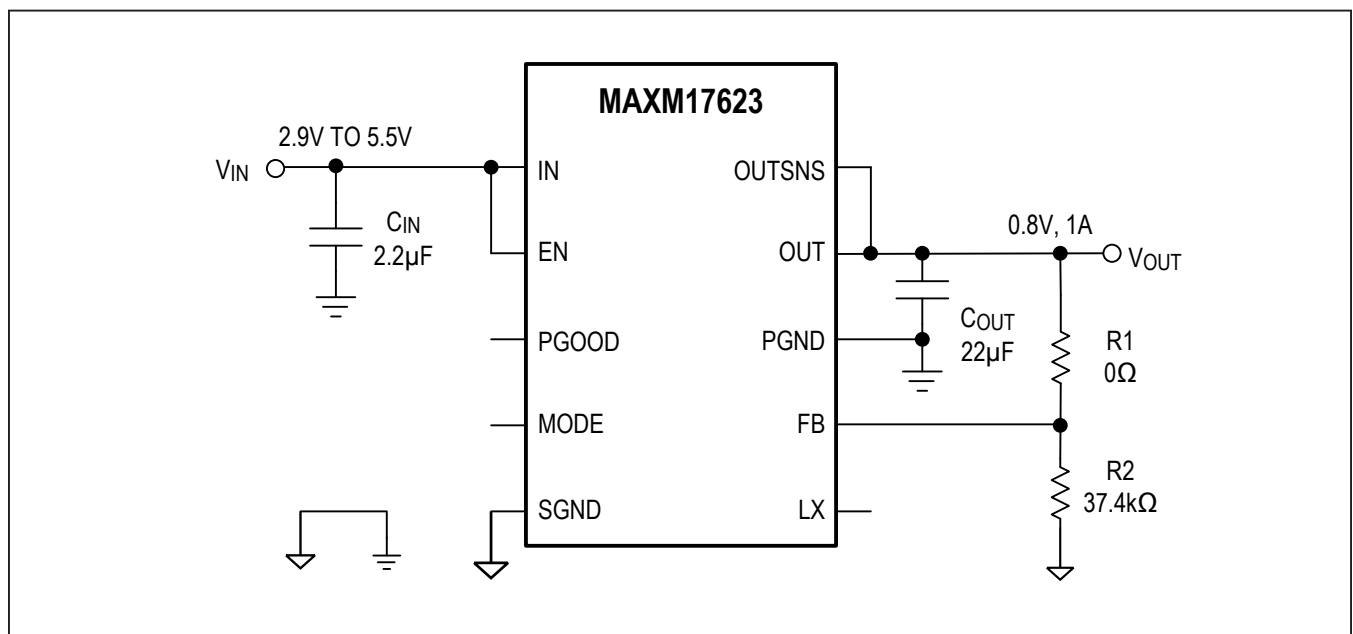 MAXM17623
2.9V TO 5.5V
VIN
CIN
2.2µF
IN
EN
PGOOD
MODE
SGND
OUTSNS
OUT
PGND
FB
LX
0.8V, 1A
VOUT
COUT
22µF
R1
0Ω
R2
37.4kΩ